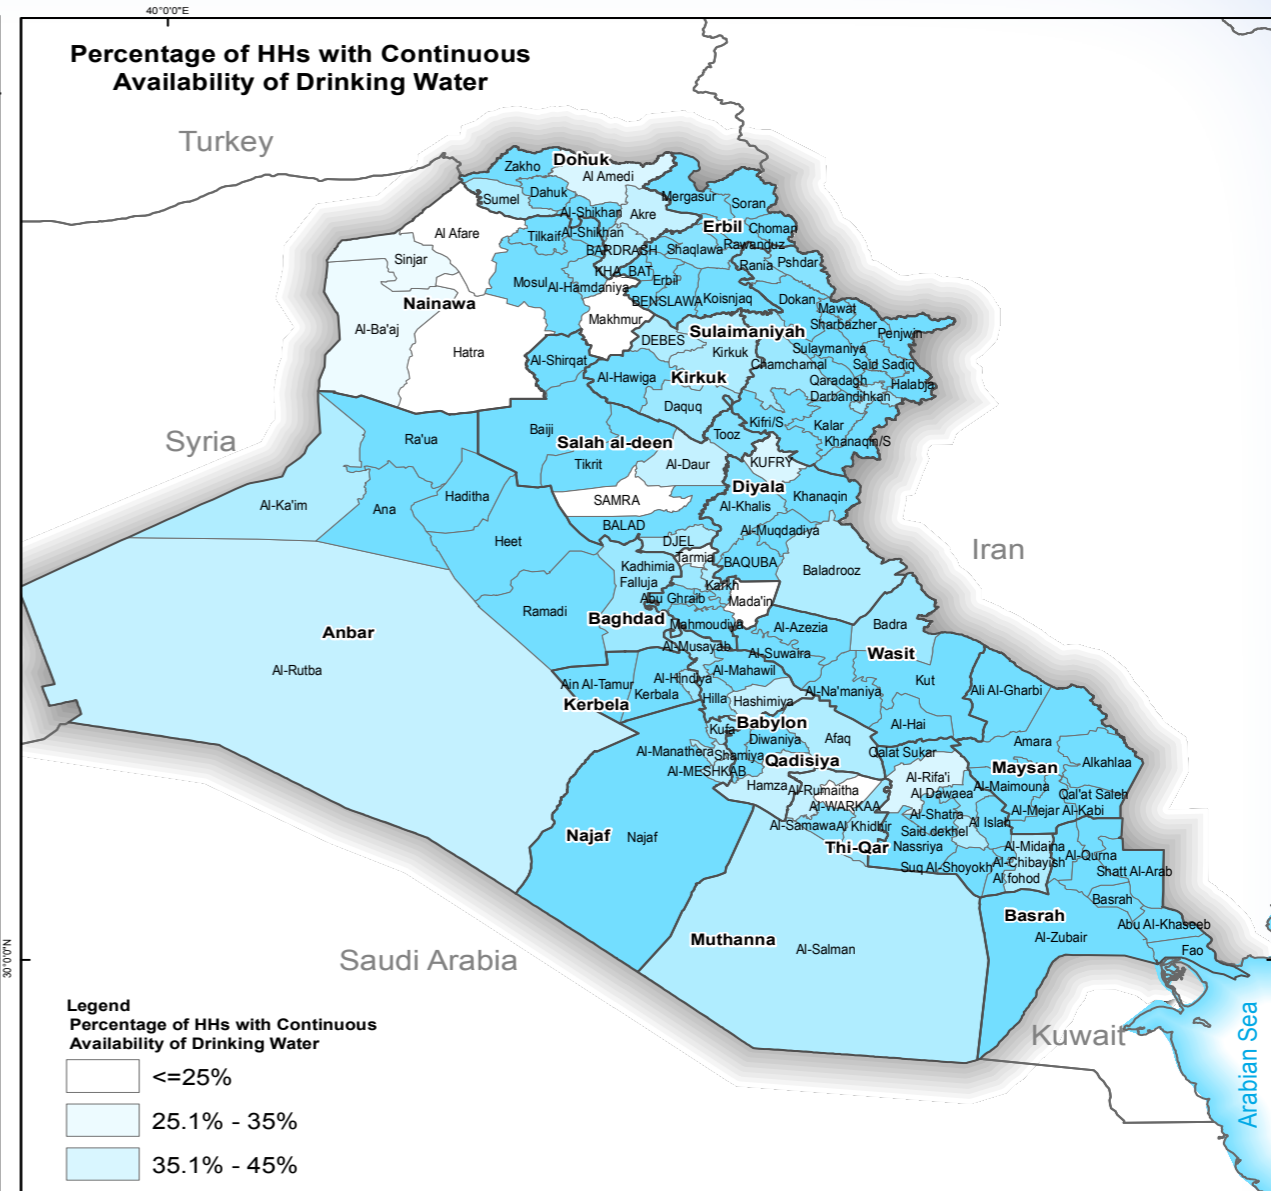 40°0'0"E
Percentage of HHs with Continuous
Availability of Drinking Water
Turkey
Dohuk
Zakho
Al Amedi
Sumel
Dahuk
Mergasur
Soran
Al-Shikhan
Akre
Erbil
Choman
Al Afare
Tilkaif
Al-Shikhan
BARDRASH
Shaqlawa
Rawanduz
Sinjar
KHA_BAT
Rania
Pshdar
Mosul
Al-Hamdaniya
Erbil
Nainawa
BENSLAWA
Koisnjaq
Dokan
Mawat
Al-Ba'aj
Makhmur
Sulaimaniyah
Sharbazher
Penjwin
Hatra
DEBES
Kirkuk
Sulaymaniya
Al-Shirqat
Chamchamal
Said Sadiq
Al-Hawiga
Kirkuk
Qaradagh
Halabja
Darbandihkan
Daquq
Syria
Ra'ua
Baiji
Salah al-deen
Tooz
Kifri/S
Kalar
Khanaqin/S
Tikrit
Al-Daur
KUFRY
Al-Ka'im
Ana
Haditha
SAMRA
Diyala
Khanaqin
Al-Khalis
BALAD
Al-Muqdadiya
Heet
DJEL
Tarmia
Iran
Kadhimia
BAQUBA
Baladrooz
Falluja
Karkh
Ramadi
Abu Ghraib
Mada'in
Baghdad
Mahmoudiya
Al-Azezia
Badra
Anbar
Al-Musayab
Al-Suwaira
Wasit
Al-Rutba
Ain Al-Tamur
Al-Hindiya
Al-Mahawil
Kut
Kerbala
Hilla
Hashimiya
Al-Na'maniya
Ali Al-Gharbi
Kerbela
Babylon
Al-Hai
Kufa
Diwaniya
Afaq
Amara
Al-Manathera
Shamiya
Qadisiya
Qalat Sukar
Maysan
Alkahlaa
Al-MESHKAB
Hamza
Al-Rumaitha
Al-Rifa'i
Al-Maimouna
Al Dawaea
Qal'at Saleh
Al-WARKAA
Al-Shatra
Al-Mejar Al-Kabi
Al-Samawa
Al Khidhir
Said dekhel
Al Islah
Najaf
Najaf
Thi-Qar
Nassriya
Al-Midaina
Al-Qurna
Suq Al-Shoyokh
Al-Chibayish
Shatt Al-Arab
Al fohod
Basrah
Basrah
Abu Al-Khaseeb
Muthanna
Al-Salman
Al-Zubair
Fao
Saudi Arabia
30°0'0"N
Kuwait
Arabian Sea
Legend
Percentage of HHs with Continuous
Availability of Drinking Water
<=25%
25.1% - 35%
35.1% - 45%